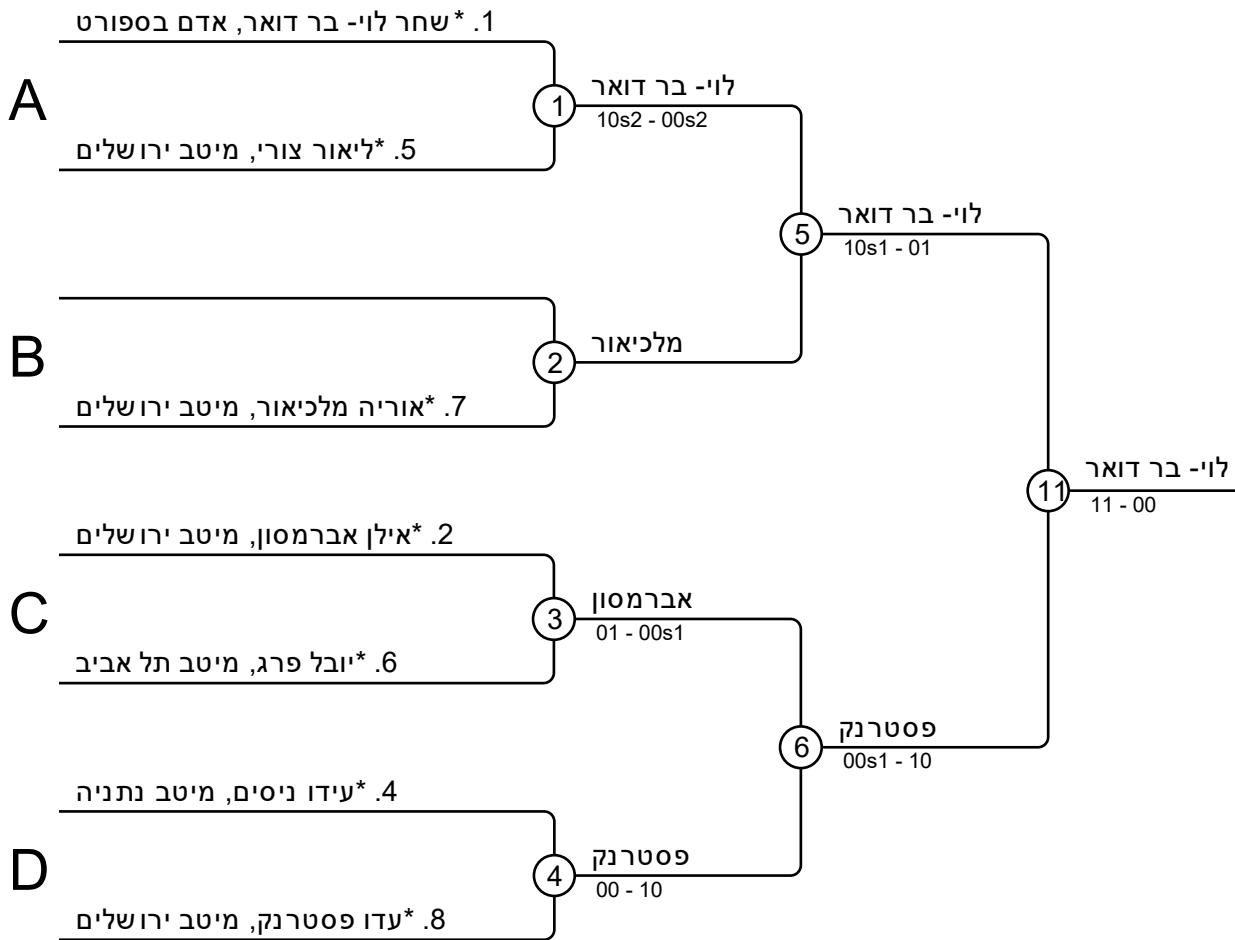 1. *שחר לוי- בר דואר, אדם בספורט
A
1
לוי- בר דואר
10s2 - 00s2
5. *ליאור צורי, מיטב ירושלים
5
לוי- בר דואר
10s1 - 01
B
2
מלכיאור
7. *אוריה מלכיאור, מיטב ירושלים
11
לוי- בר דואר
11 - 00
2. *אילן אברמסון, מיטב ירושלים
C
3
אברמסון
01 - 00s1
6. *יובל פרג, מיטב תל אביב
6
פסטרנק
00s1 - 10
4. *עידו ניסים, מיטב נתניה
D
4
פסטרנק
00 - 10
8. *עדו פסטרנק, מיטב ירושלים